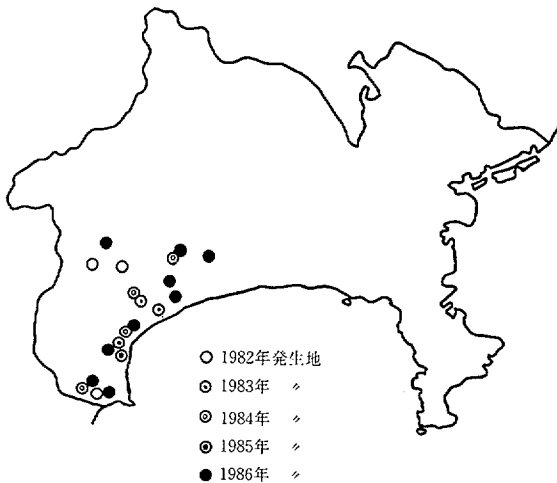 ○ 1982年発生地
⊙ 1983年 〃
◎ 1984年 〃
◉ 1985年 〃
● 1986年 〃